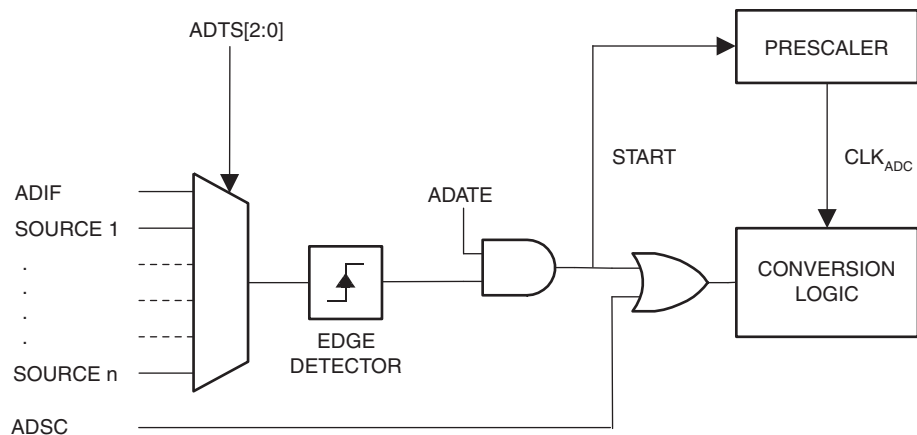 ADTS[2:0]
PRESCALER
START
CLKADC
ADIF
ADATE
SOURCE 1
.
.
.
.
CONVERSION
LOGIC
EDGE
DETECTOR
SOURCE n
ADSC